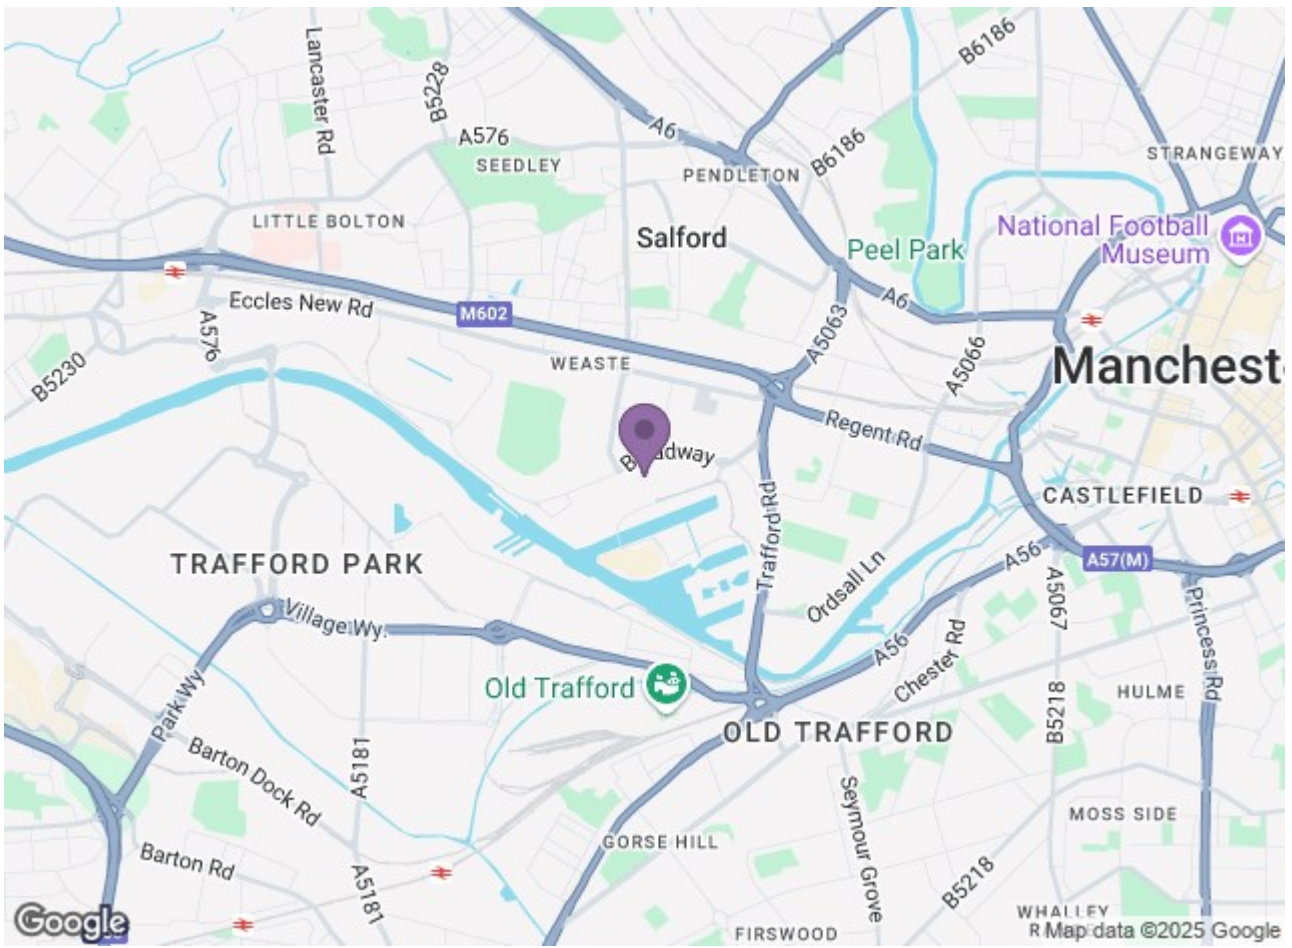 Lancaster Rd
B5228
B6186
A576
A6
B6186
SEEDLEY
PENDLETON
STRANGEWAY
LITTLE BOLTON
Salford
Peel Park
National Football
Museum
Eccles New Rd
M602
A6
A576
A5063
A5066
B5230
WEASTE
Manchest
Regent Rd
Trafford Rd
CASTLEFIELD
TRAFFORD PARK
A56
A57(M)
Ordsall Ln
A5067
Princess Rd
Village Wy.
A56
Chester Rd
Park Wy
Old Trafford
HULME
B5218
OLD TRAFFORD
Barton Dock Rd
A5181
Seymour Grove
MOSS SIDE
GORSE HILL
Barton Rd
A5181
B5218
WHALLEY
Google
FIRSWOOD
Map data ©2025 Google